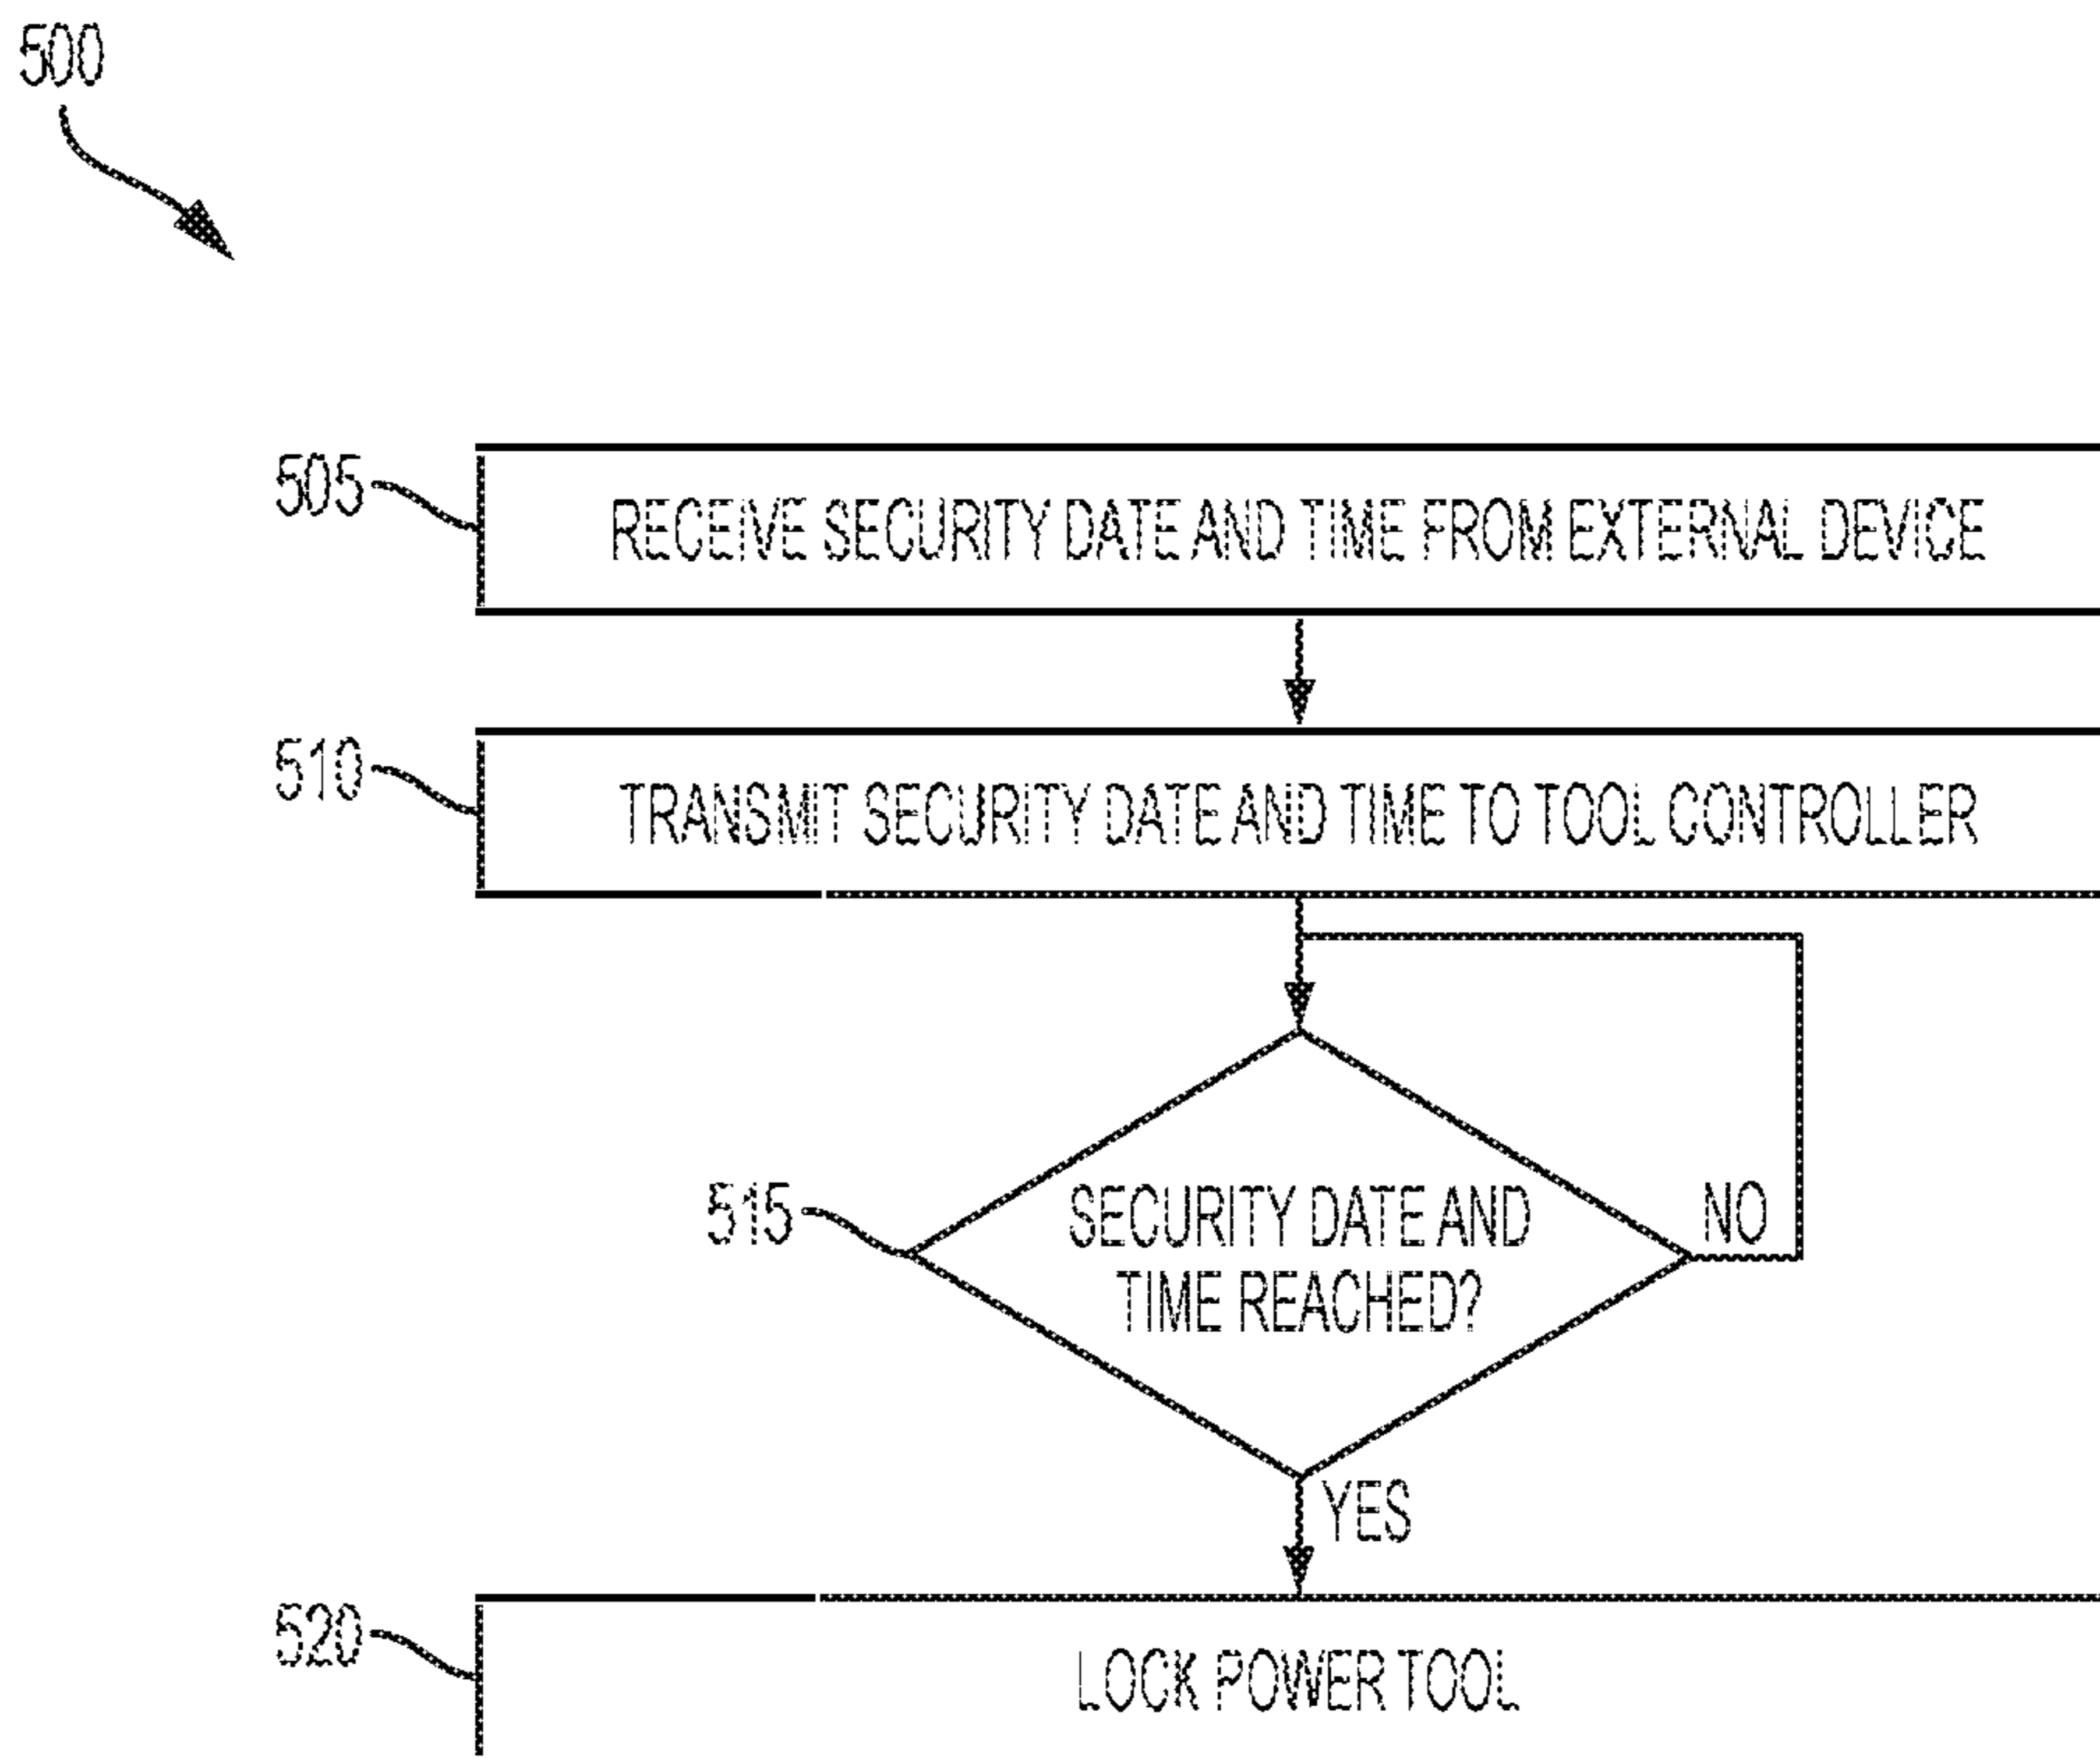 500
505
RECEIVE SECURITY DATE AND TIME FROM EXTERNAL DEVICE
510
TRANSMIT SECURITY DATE AND TIME TO TOOL CONTROLLER
515
SECURITY DATE AND
TIME REACHED?
NO
YES
520
LOCK POWER TOOL